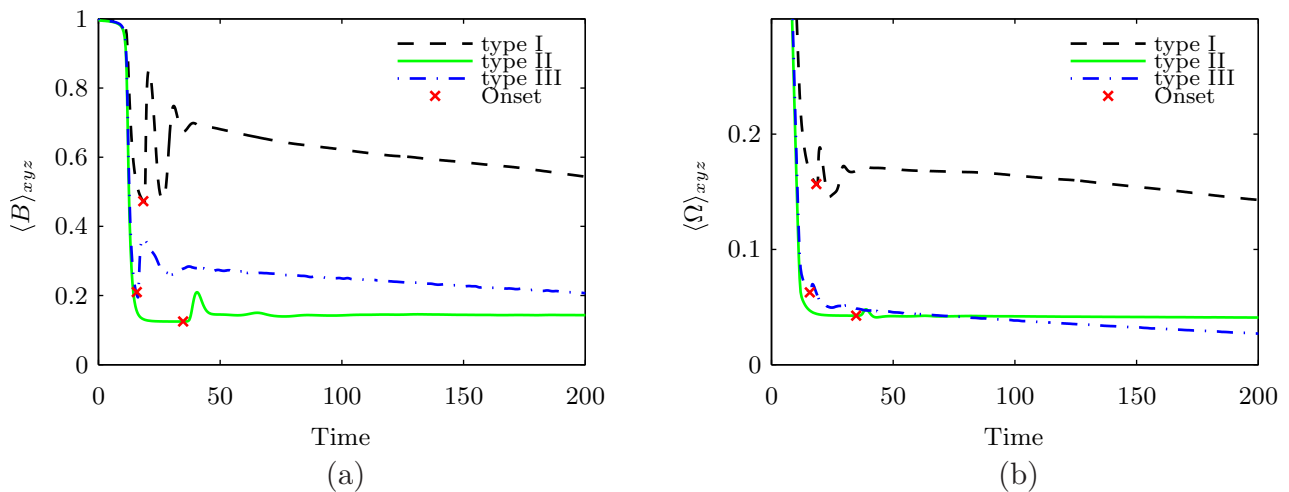 1
0.8
0.6
0.4
0.2
0
0
50
100
150
200
⟨B⟩xyz
Time
type I
type II
type III
Onset
(a)
0.2
0.1
0
0
50
100
150
200
⟨Ω⟩xyz
Time
type I
type II
type III
Onset
(b)